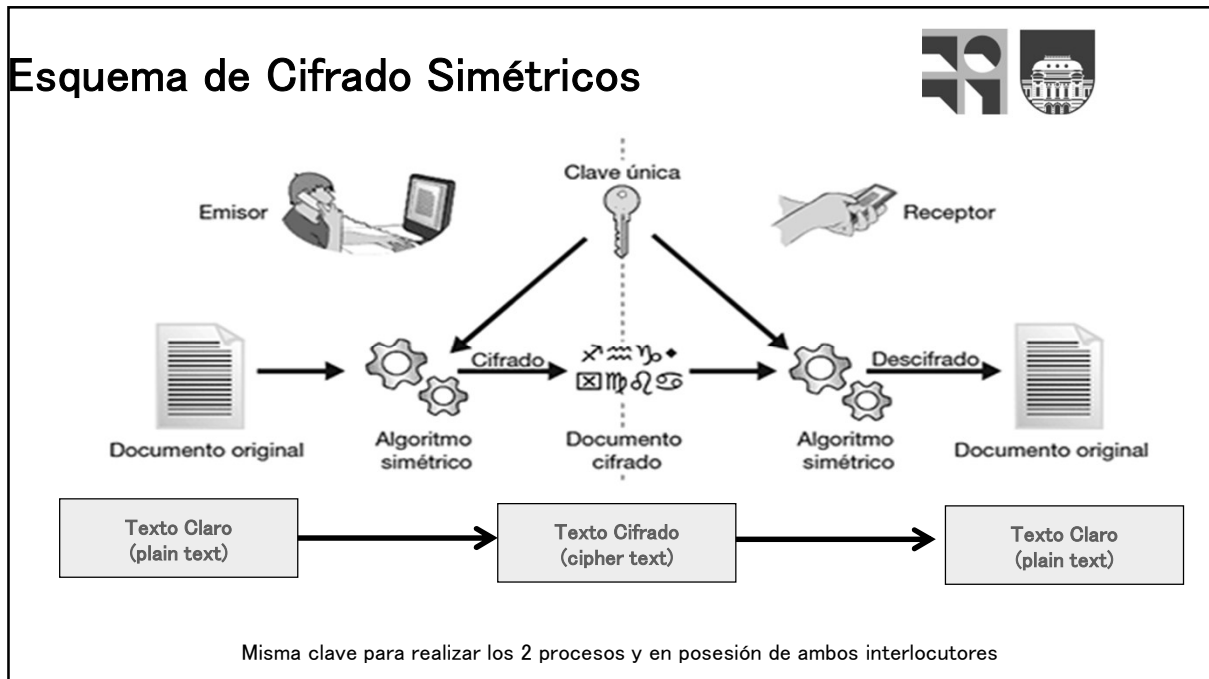 Esquema de Cifrado Simétricos
Clave única
Emisor
Receptor
Cifrado
Descifrado
Documento original
Algoritmo
simétrico
Documento
cifrado
Algoritmo
simétrico
Documento original
Texto Claro
(plain text)
Texto Cifrado
(cipher text)
Texto Claro
(plain text)
Misma clave para realizar los 2 procesos y en posesión de ambos interlocutores